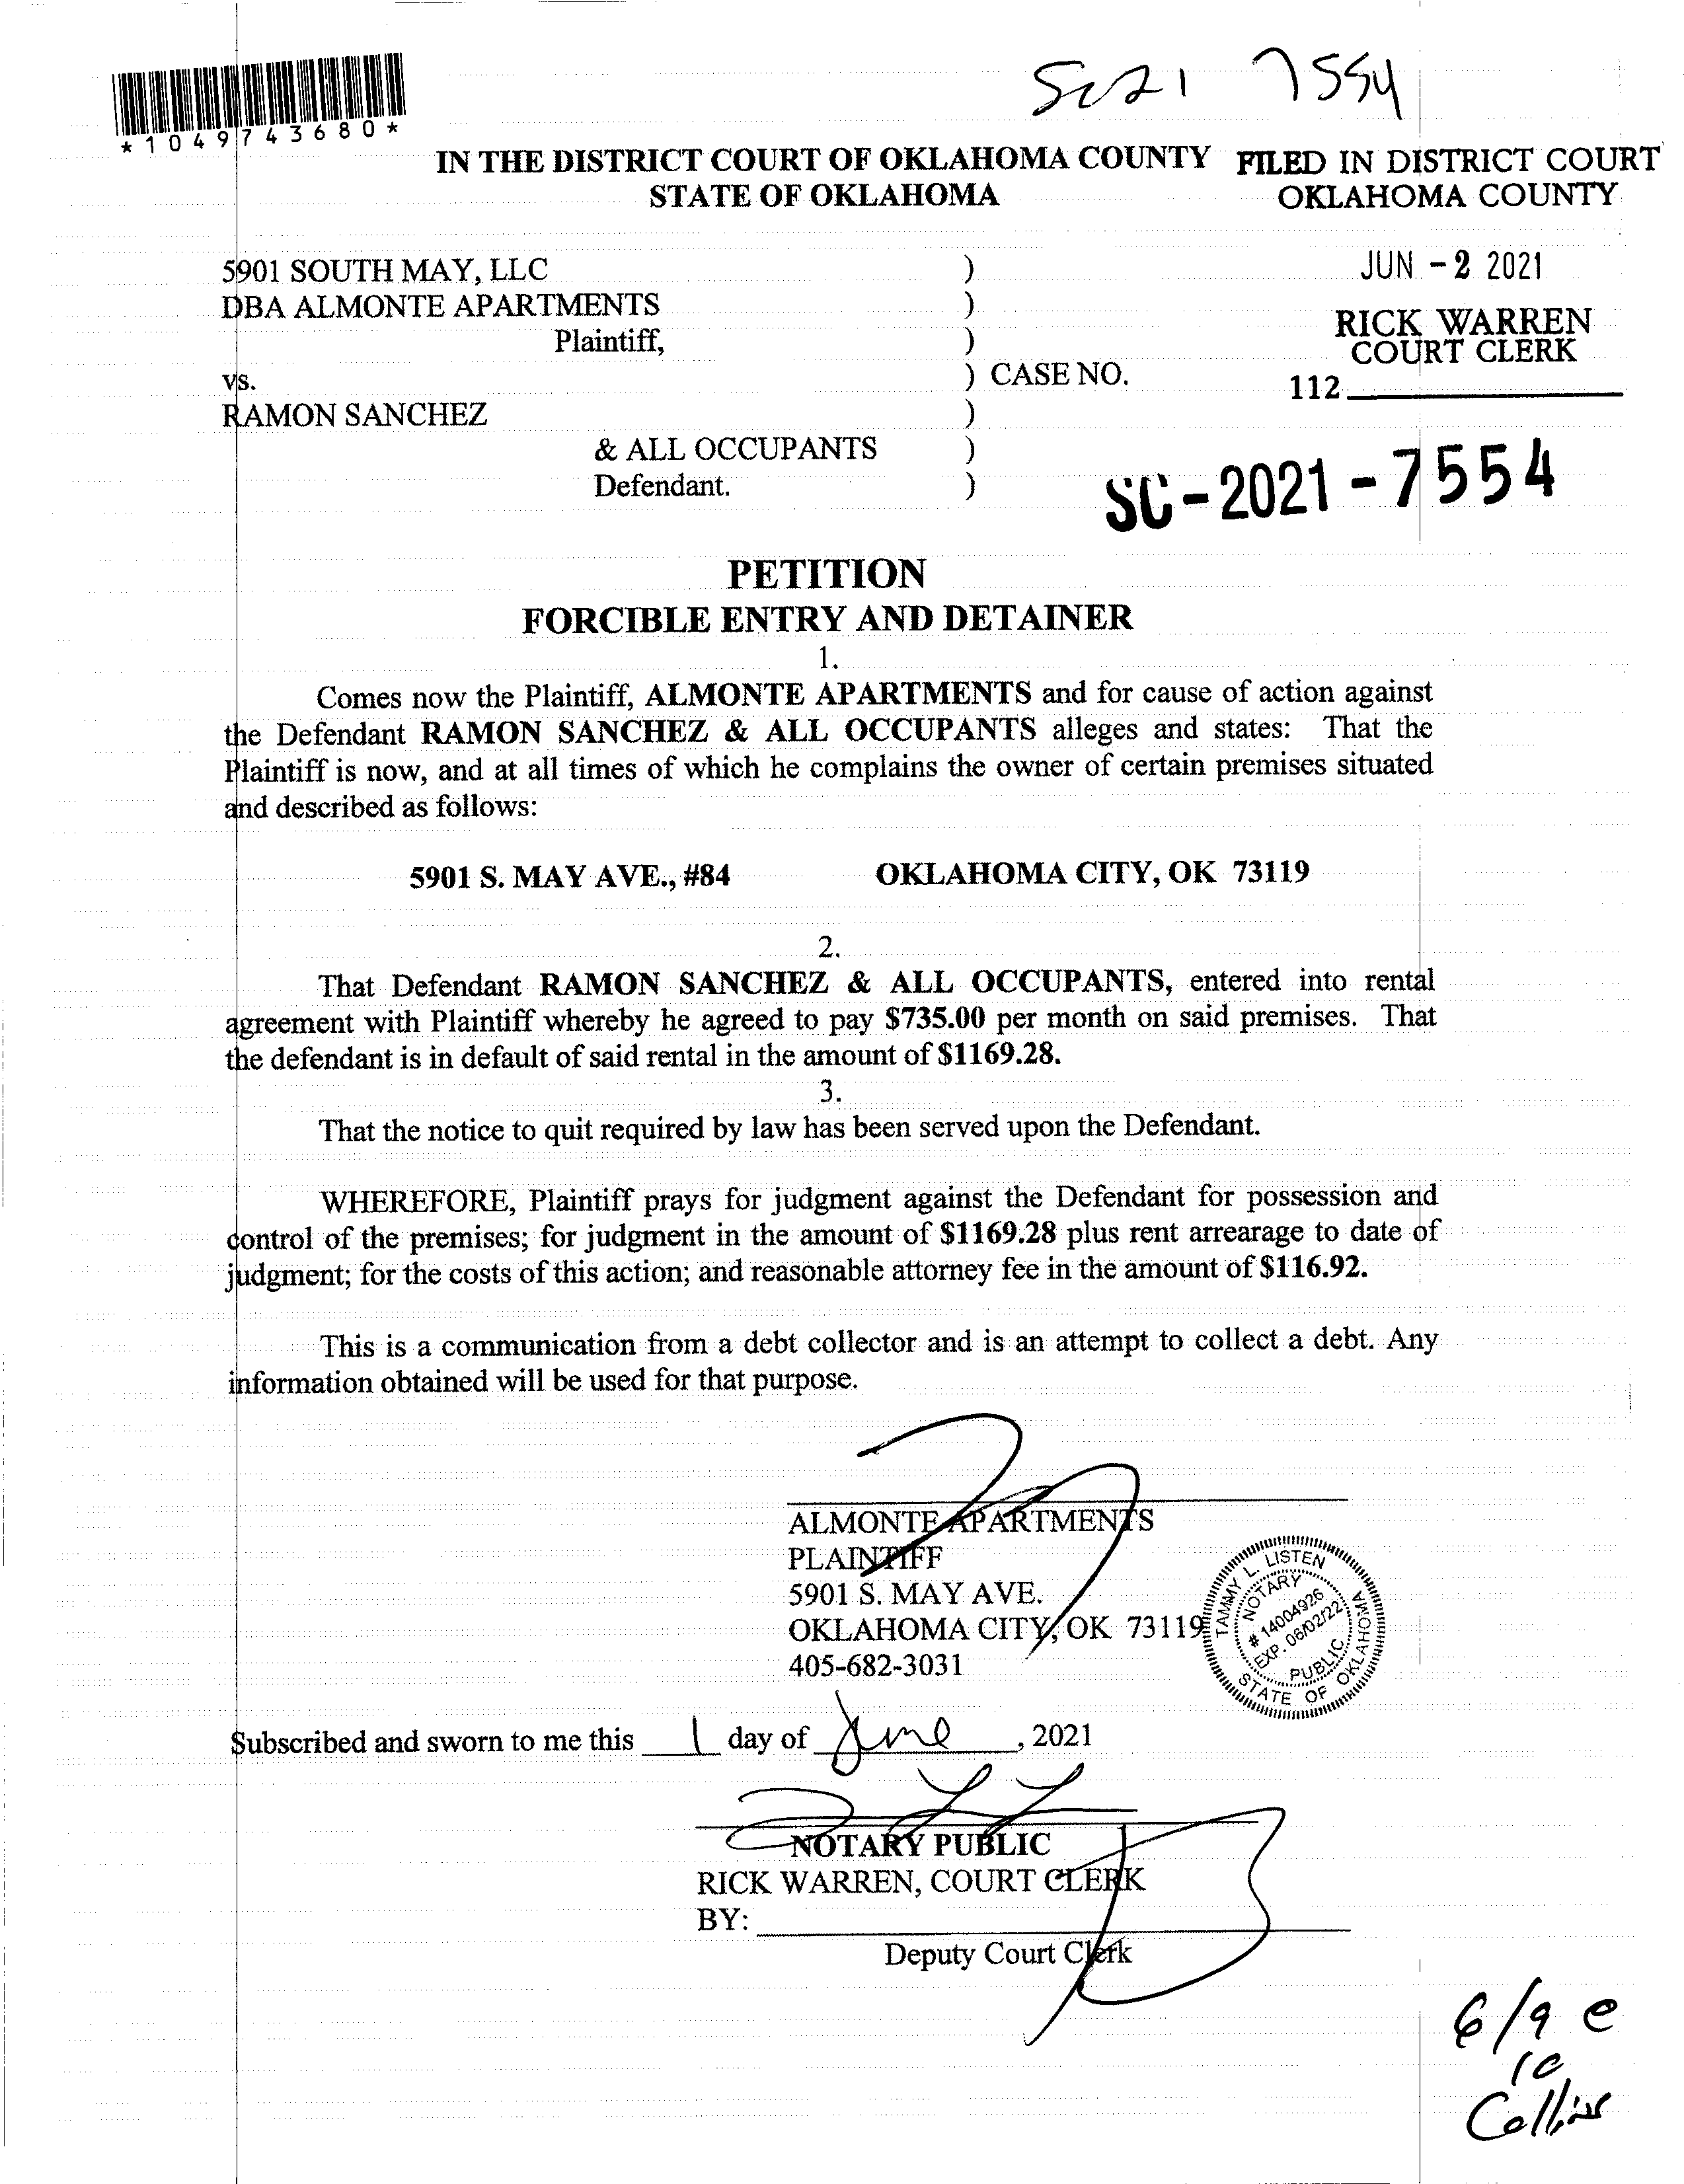 SC21 7554
*1049743680*
IN THE DISTRICT COURT OF OKLAHOMA COUNTY
STATE OF OKLAHOMA
FILED IN DISTRICT COURT
OKLAHOMA COUNTY
JUN - 2 2021
RICK WARREN
COURT CLERK
112
5901 SOUTH MAY, LLC )
DBA ALMONTE APARTMENTS )
Plaintiff, )
vs. ) CASE NO.
RAMON SANCHEZ )
& ALL OCCUPANTS )
Defendant. )
SC-2021-7554
PETITION
FORCIBLE ENTRY AND DETAINER
1.
Comes now the Plaintiff, ALMONTE APARTMENTS and for cause of action against
the Defendant RAMON SANCHEZ & ALL OCCUPANTS alleges and states: That the
Plaintiff is now, and at all times of which he complains the owner of certain premises situated
and described as follows:
5901 S. MAY AVE., #84 OKLAHOMA CITY, OK 73119
2.
That Defendant RAMON SANCHEZ & ALL OCCUPANTS, entered into rental
agreement with Plaintiff whereby he agreed to pay $735.00 per month on said premises. That
the defendant is in default of said rental in the amount of $1169.28.
3.
That the notice to quit required by law has been served upon the Defendant.
WHEREFORE, Plaintiff prays for judgment against the Defendant for possession and
control of the premises; for judgment in the amount of $1169.28 plus rent arrearage to date of
judgment; for the costs of this action; and reasonable attorney fee in the amount of $116.92.
This is a communication from a debt collector and is an attempt to collect a debt. Any
information obtained will be used for that purpose.
ALMONTE APARTMENTS
PLAINTIFF
5901 S. MAY AVE.
OKLAHOMA CITY, OK 73119
405-682-3031
TAMMY L. LISTEN
NOTARY
# 14004926
EXP. 06/02/22
PUBLIC
STATE OF OKLAHOMA
Subscribed and sworn to me this 1 day of June, 2021
NOTARY PUBLIC
RICK WARREN, COURT CLERK
BY:
Deputy Court Clerk
6/9 e
10
Collins